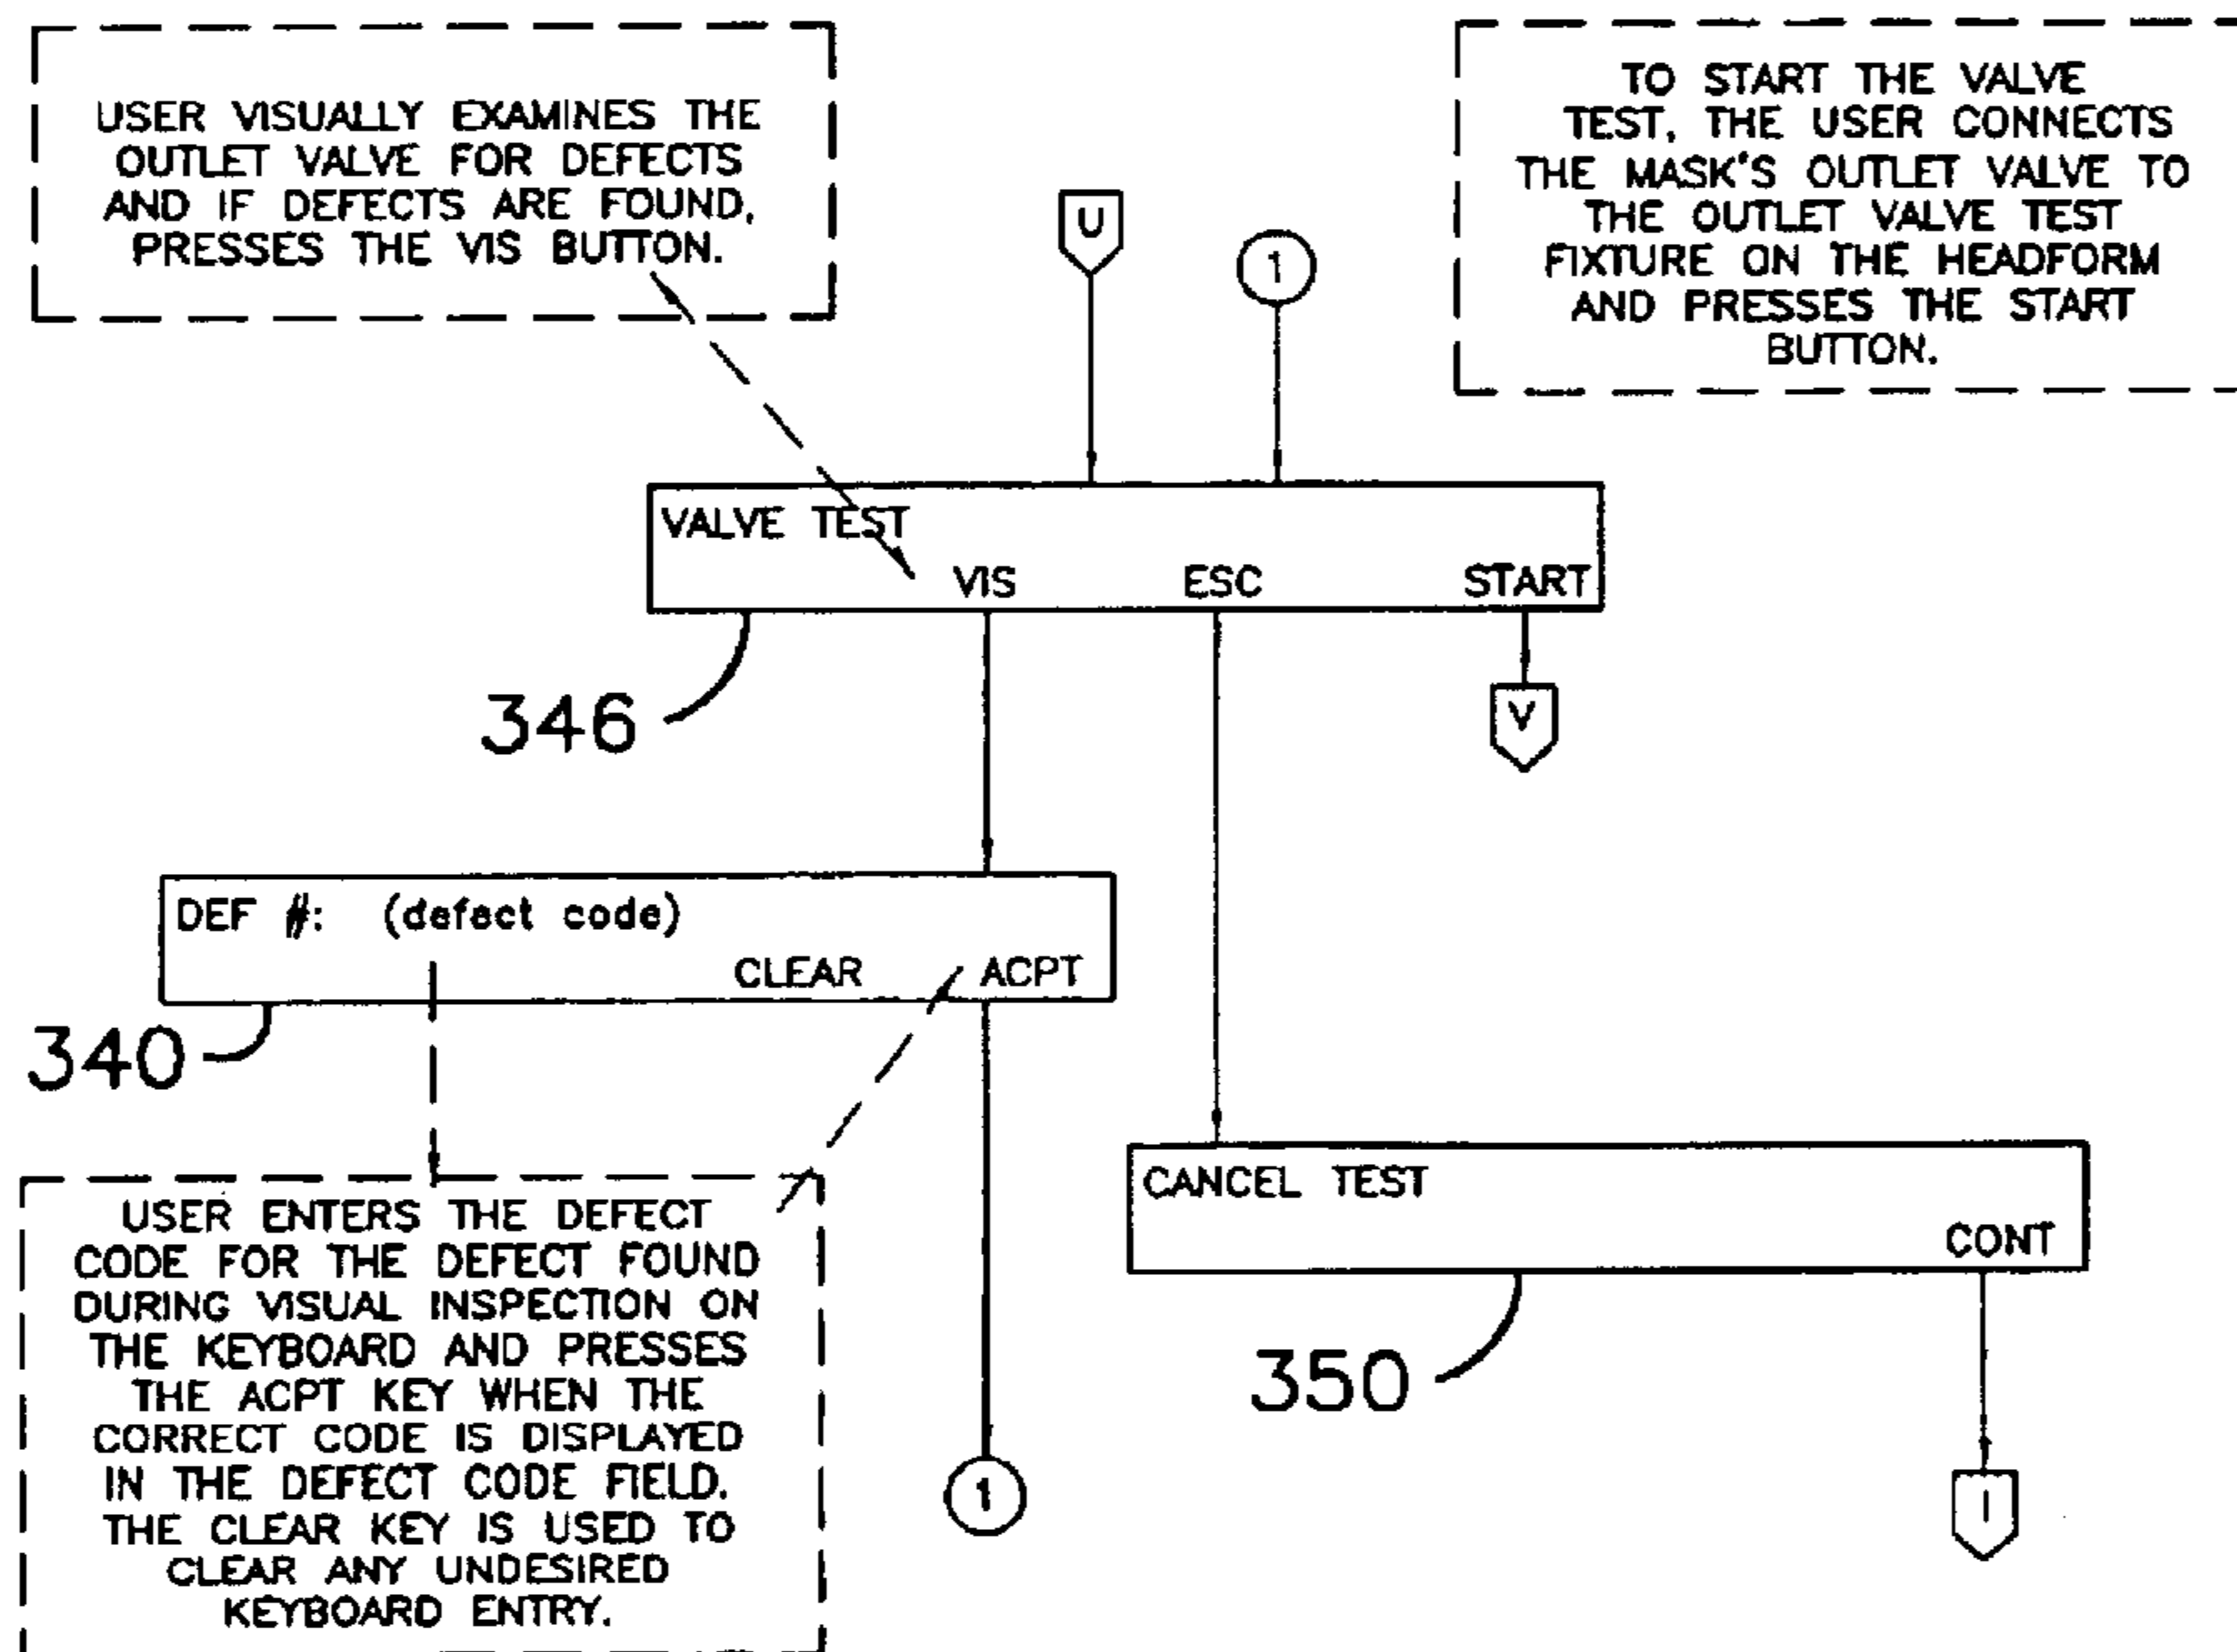 USER VISUALLY EXAMINES THE
OUTLET VALVE FOR DEFECTS
AND IF DEFECTS ARE FOUND,
PRESSES THE VIS BUTTON.
TO START THE VALVE
TEST, THE USER CONNECTS
THE MASK'S OUTLET VALVE TO
THE OUTLET VALVE TEST
FIXTURE ON THE HEADFORM
AND PRESSES THE START
BUTTON.
U
1
VALVE TEST
VIS ESC START
346
V
DEF #: (defect code)
CLEAR ACPT
340
CANCEL TEST
CONT
350
USER ENTERS THE DEFECT
CODE FOR THE DEFECT FOUND
DURING VISUAL INSPECTION ON
THE KEYBOARD AND PRESSES
THE ACPT KEY WHEN THE
CORRECT CODE IS DISPLAYED
IN THE DEFECT CODE FIELD.
THE CLEAR KEY IS USED TO
CLEAR ANY UNDESIRED
KEYBOARD ENTRY.
1
I